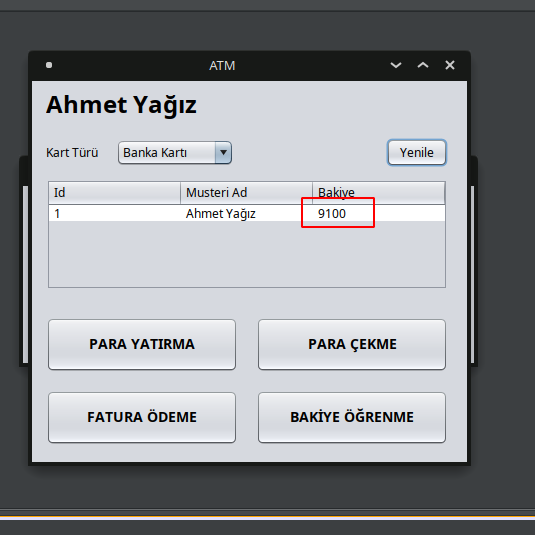 ATM
Ahmet Yağız
Kart Türü Banka Kartı Yenile
Id Musteri Ad Bakiye
1 Ahmet Yağız 9100
PARA YATIRMA PARA ÇEKME
FATURA ÖDEME BAKİYE ÖĞRENME